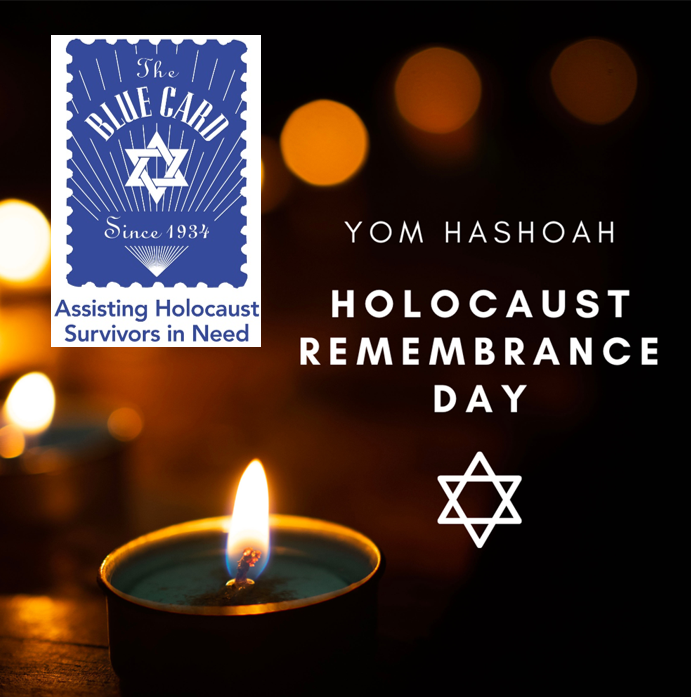 The
BLUE CARD
Since 1934
Assisting Holocaust
Survivors in Need
YOM HASHOAH
HOLOCAUST
REMEMBRANCE
DAY